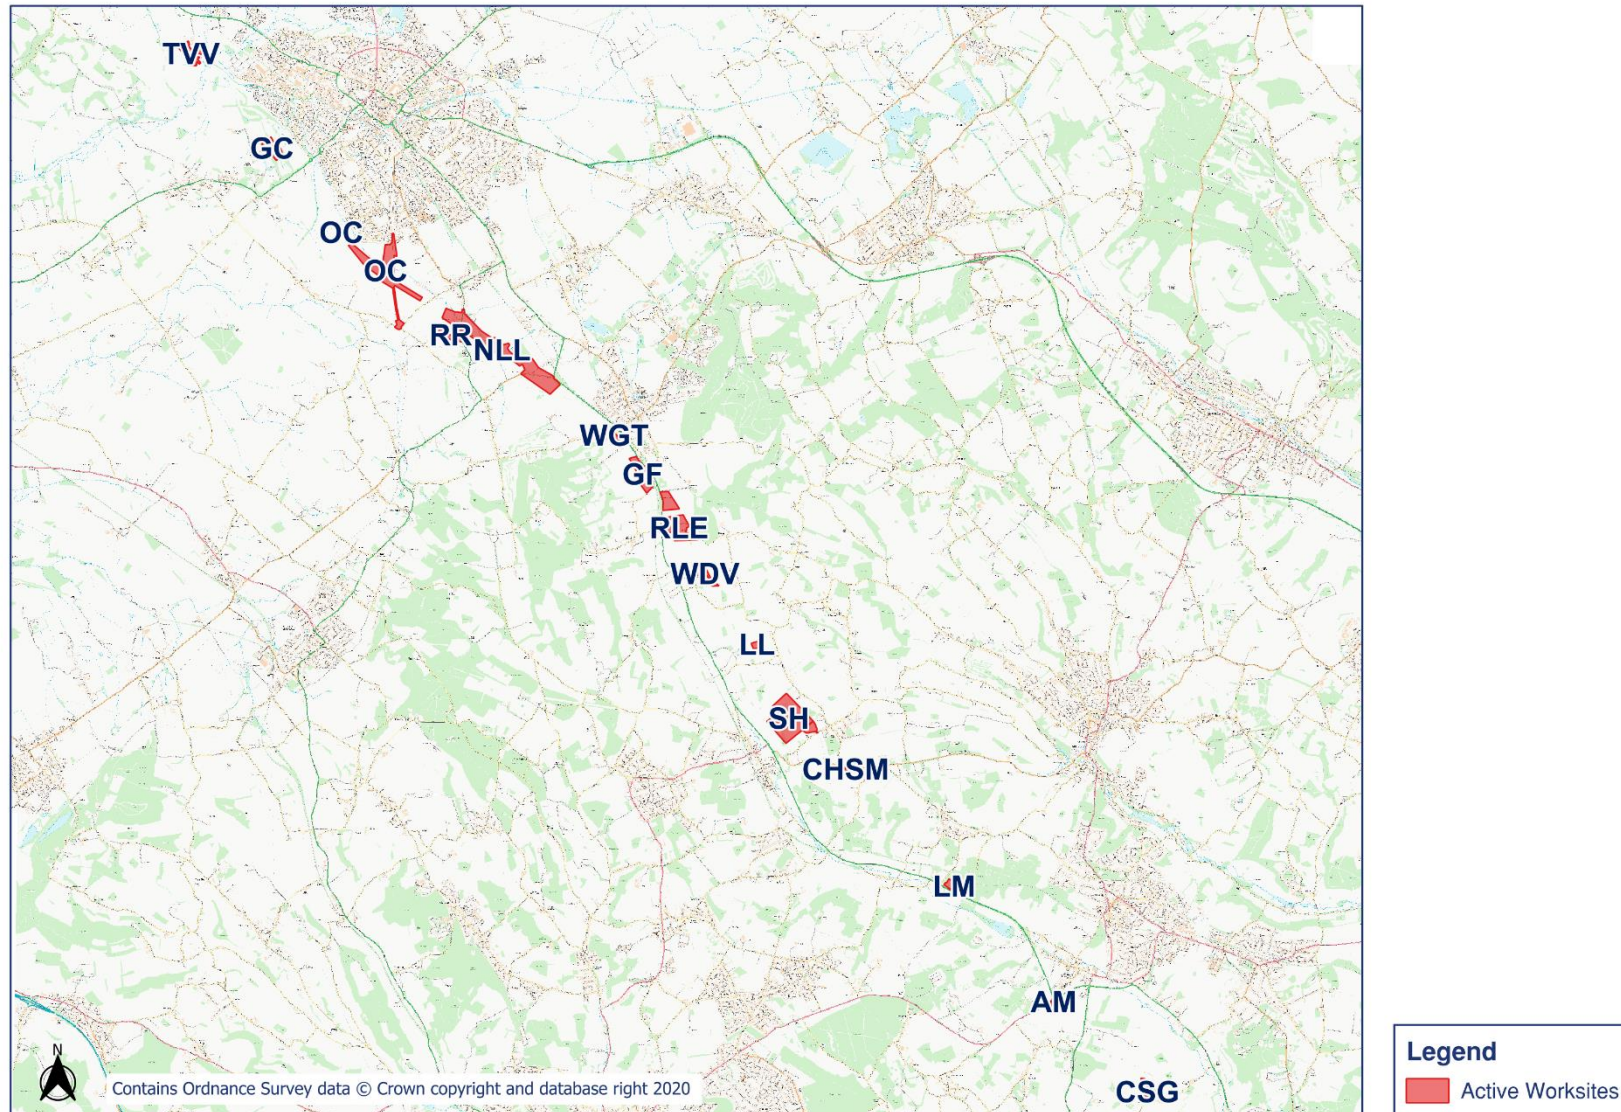 TVV
GC
OC
OC
RR
NLL
WGT
GF
RLE
WDV
LL
SH
CHSM
LM
AM
CSG
N
Contains Ordnance Survey data © Crown copyright and database right 2020
Legend
Active Worksites